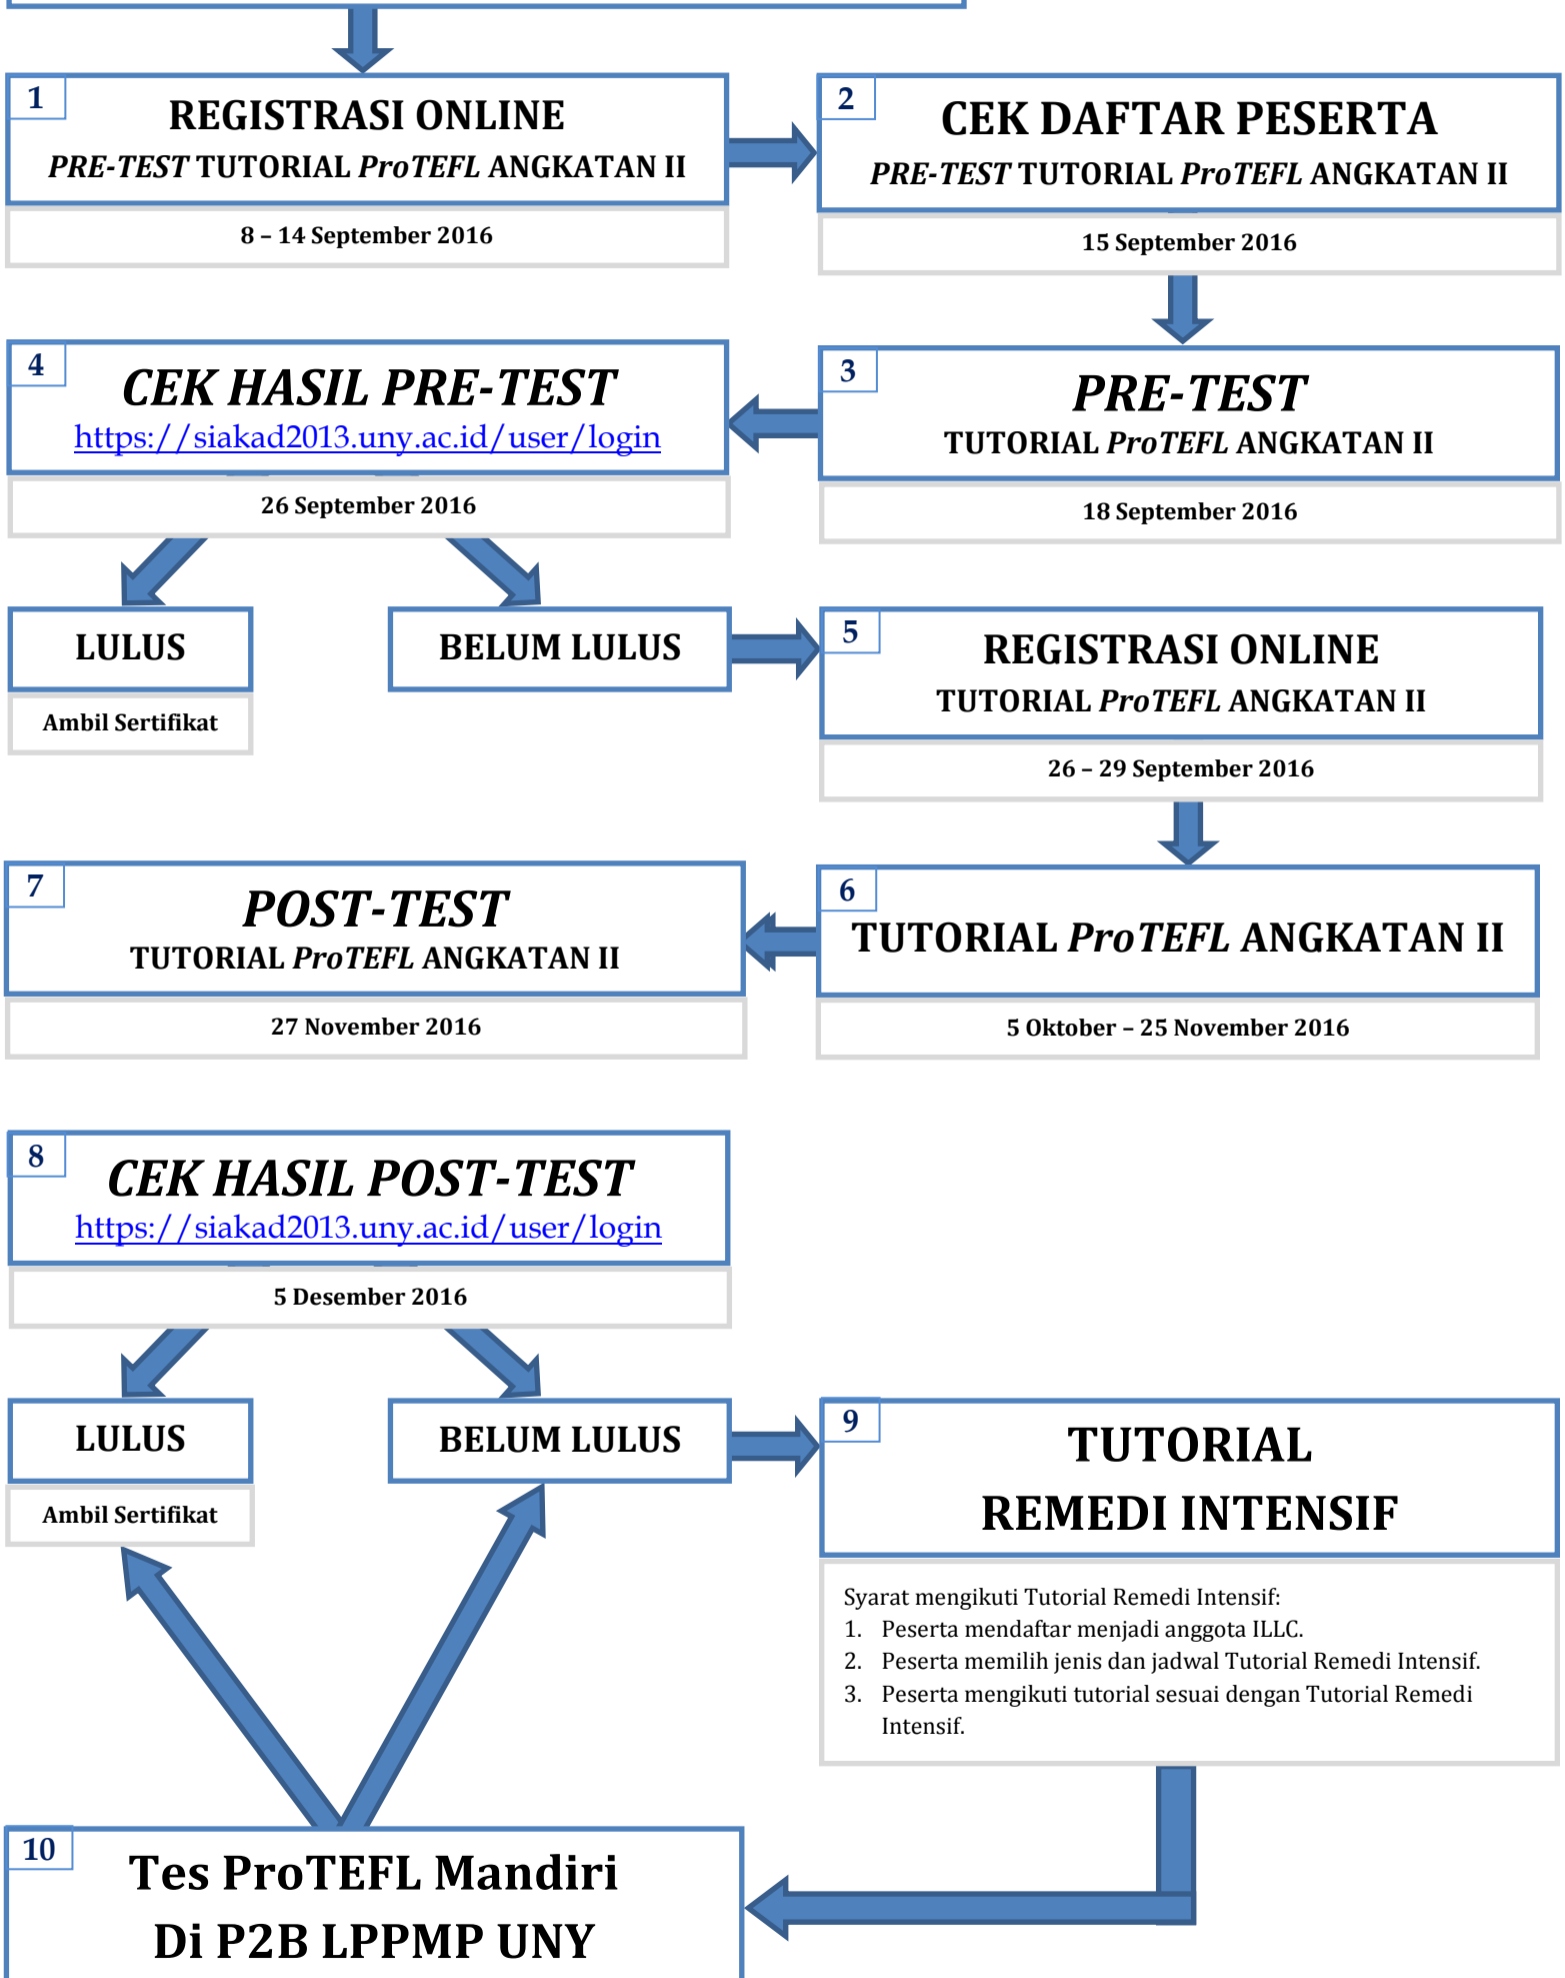 1
REGISTRASI ONLINE
PRE-TEST TUTORIAL ProTEFL ANGKATAN II
8 – 14 September 2016
2
CEK DAFTAR PESERTA
PRE-TEST TUTORIAL ProTEFL ANGKATAN II
15 September 2016
3
PRE-TEST
TUTORIAL ProTEFL ANGKATAN II
18 September 2016
4
CEK HASIL PRE-TEST
https://siakad2013.uny.ac.id/user/login
26 September 2016
LULUS
Ambil Sertifikat
BELUM LULUS
5
REGISTRASI ONLINE
TUTORIAL ProTEFL ANGKATAN II
26 – 29 September 2016
6
TUTORIAL ProTEFL ANGKATAN II
5 Oktober – 25 November 2016
7
POST-TEST
TUTORIAL ProTEFL ANGKATAN II
27 November 2016
8
CEK HASIL POST-TEST
https://siakad2013.uny.ac.id/user/login
5 Desember 2016
LULUS
Ambil Sertifikat
BELUM LULUS
9
TUTORIAL
REMEDI INTENSIF
Syarat mengikuti Tutorial Remedi Intensif:
1. Peserta mendaftar menjadi anggota ILLC.
2. Peserta memilih jenis dan jadwal Tutorial Remedi Intensif.
3. Peserta mengikuti tutorial sesuai dengan Tutorial Remedi
Intensif.
10
Tes ProTEFL Mandiri
Di P2B LPPMP UNY